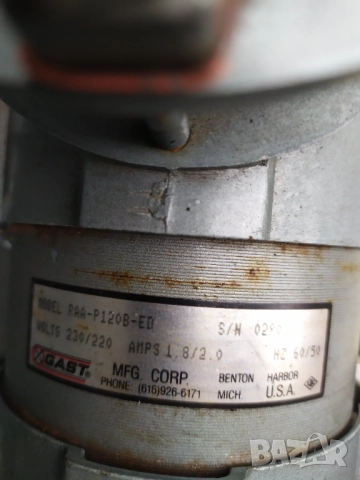 MODEL RAA-P120B-ED S/N 029
VOLTS 230/220 AMPS 1.8/2.0 HZ 60/50
GAST MFG. CORP. BENTON HARBOR
PHONE (616)926-6171 MICH. U.S.A.
BAZAR